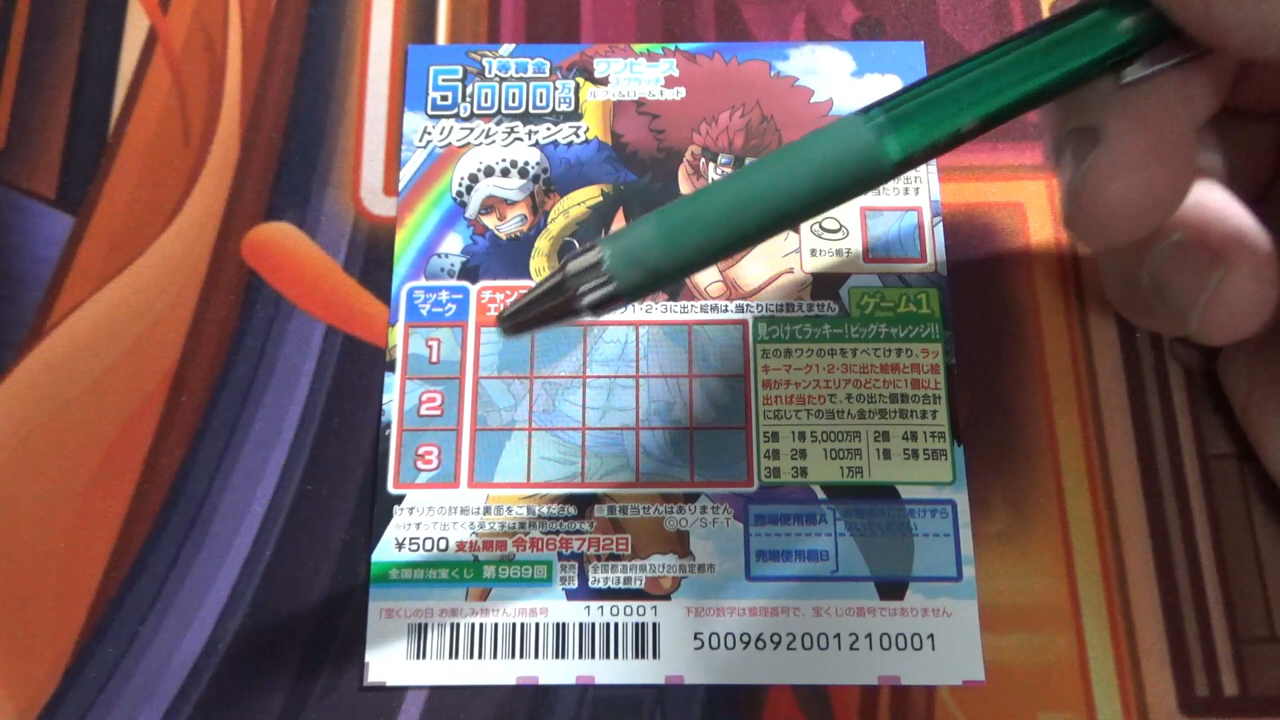 1等賞金
5,000万円
トリプルチャンス
ワンピース
スクラッチ
ルフィ&ロー&キッド
が出れ
当たります
麦わら帽子
ラッキーマーク
1・2・3に出た絵柄は、当たりには数えません
ゲーム1
見つけてラッキー!ビッグチャレンジ!!
左の赤ワクの中をすべてけずり、ラッ
キーマーク1・2・3に出た絵柄と同じ絵
柄がチャンスエリアのどこかに1個以上
出れば当たりで、その出た個数の合計
に応じて下の当せん金が受け取れます
5個…1等 5,000万円 2個…4等 1千円
4個…2等 100万円 1個…5等 5百円
3個…3等 1万円
1
2
3
けずり方の詳細は裏面をご覧ください ※重複当せんはありません
※けずって出てくる英文字は業務用のものです ©O/S・F・T
¥500 支払期限 令和6年7月2日
全国自治宝くじ 第969回
発売 全国都道府県及び20指定都市
受託 みずほ銀行
売場使用欄A
売場使用欄B
「宝くじの日 お楽しみ抽せん」用番号 110001 下記の数字は整理番号で、宝くじの番号ではありません
5009692001210001